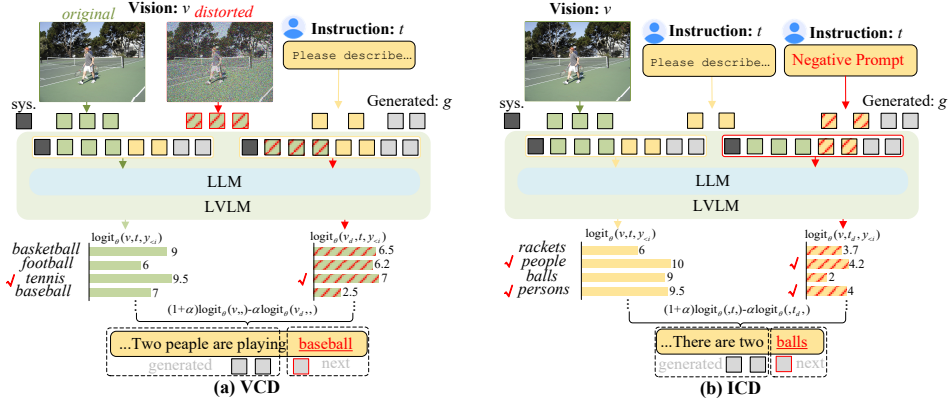 Vision: v
original
distorted
Instruction: t
Please describe...
sys.
Generated: g
LLM
LVLM
logitθ(v,t,y<i)
logitθ(vd,t,y<i)
basketball 9 6.5
football 6 6.2
✓ tennis 9.5 ✓ 7
baseball 7 2.5
(1+α)logitθ(v,,)-αlogitθ(vd,,)
...Two peaple are playing baseball
generated next
(a) VCD
Vision: v
Instruction: t
Instruction: t
Please describe...
Negative Prompt
sys.
Generated: g
LLM
LVLM
logitθ(v,t,y<i)
logitθ(v,td,y<i)
rackets 6 3.7
✓ people 10 ✓ 4.2
balls 9 2
✓ persons 9.5 ✓ 4
(1+α)logitθ(,t,)-αlogitθ(,td,)
...There are two balls
generated next
(b) ICD